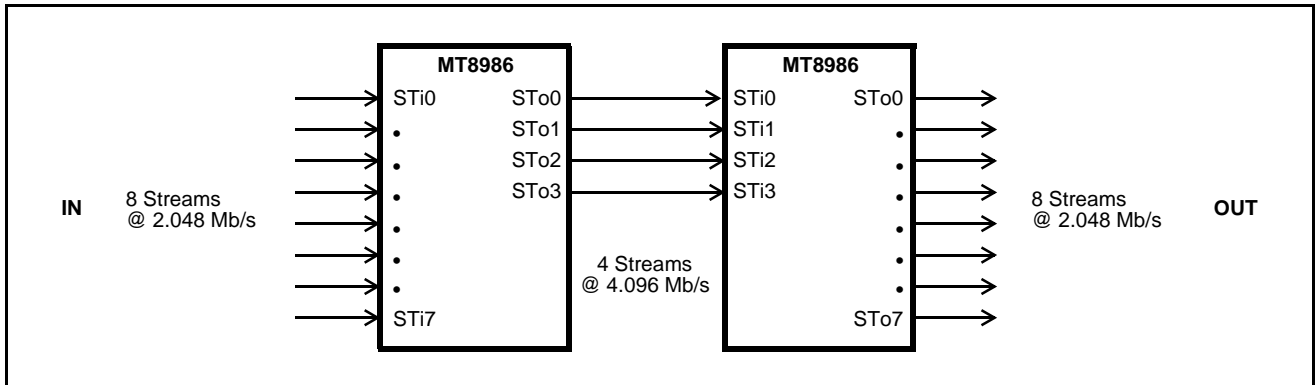 MT8986
MT8986
STi0 STo0
STi0 STo0
STo1
STi1
STo2
STi2
STo3
STi3
IN
8 Streams
@ 2.048 Mb/s
8 Streams
@ 2.048 Mb/s
OUT
4 Streams
@ 4.096 Mb/s
STi7
STo7